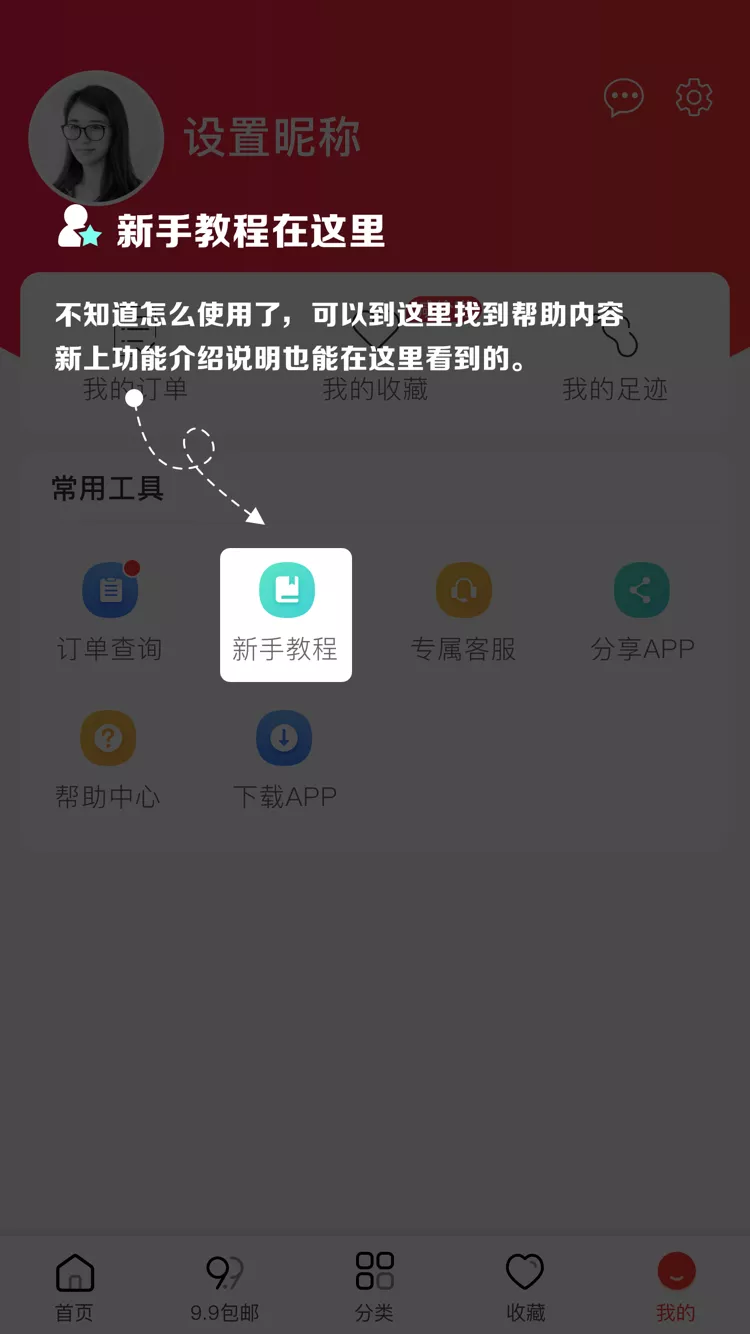 设置昵称
新手教程在这里
不知道怎么使用了，可以到这里找到帮助内容
新上功能介绍说明也能在这里看到的。
我的订单
我的收藏
我的足迹
常用工具
订单查询
新手教程
专属客服
分享APP
帮助中心
下载APP
9.9
首页
9.9包邮
分类
收藏
我的